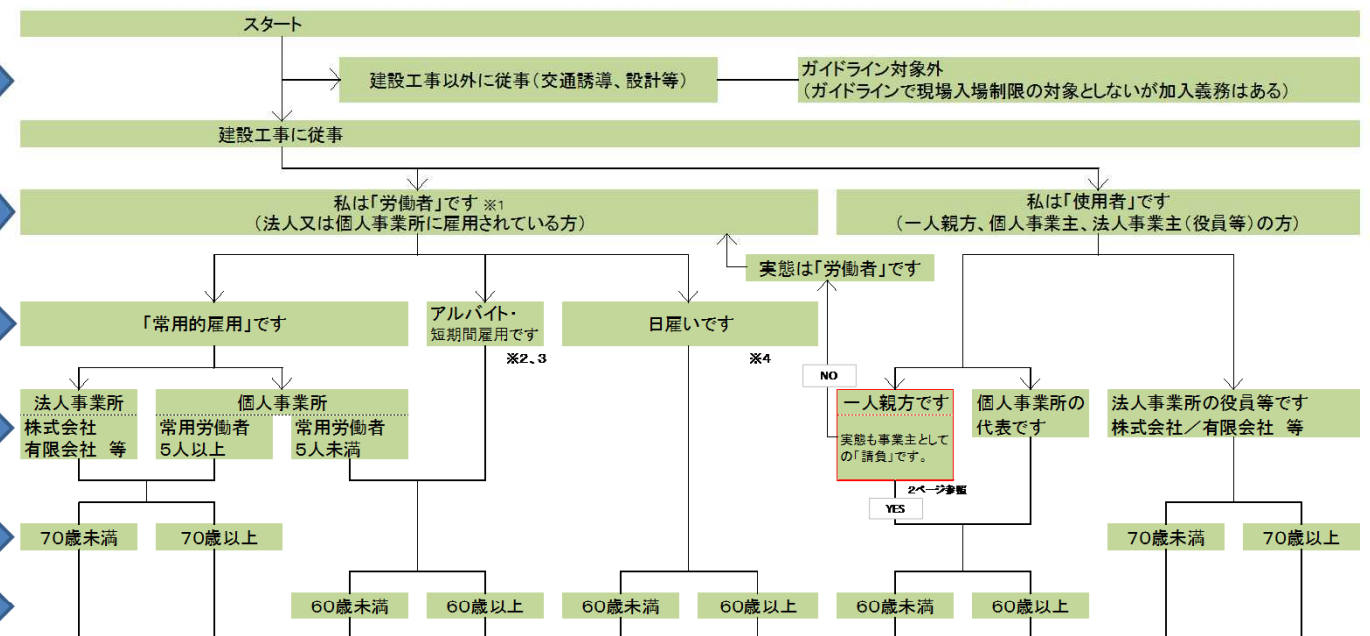 スタート
建設工事以外に従事(交通誘導、設計等)
ガイドライン対象外
(ガイドラインで現場入場制限の対象としないが加入義務はある)
建設工事に従事
私は「労働者」です ※1
(法人又は個人事業所に雇用されている方)
私は「使用者」です
(一人親方、個人事業主、法人事業主(役員等)の方)
実態は「労働者」です
「常用的雇用」です
アルバイト・
短期間雇用です
※2、3
日雇いです
※4
NO
法人事業所
株式会社
有限会社 等
個人事業所
常用労働者
5人以上
常用労働者
5人未満
一人親方です
実態も事業主として
の「請負」です。
2ページ参照
YES
個人事業所の
代表です
法人事業所の役員等です
株式会社/有限会社 等
70歳未満
70歳以上
70歳未満
70歳以上
60歳未満
60歳以上
60歳未満
60歳以上
60歳未満
60歳以上